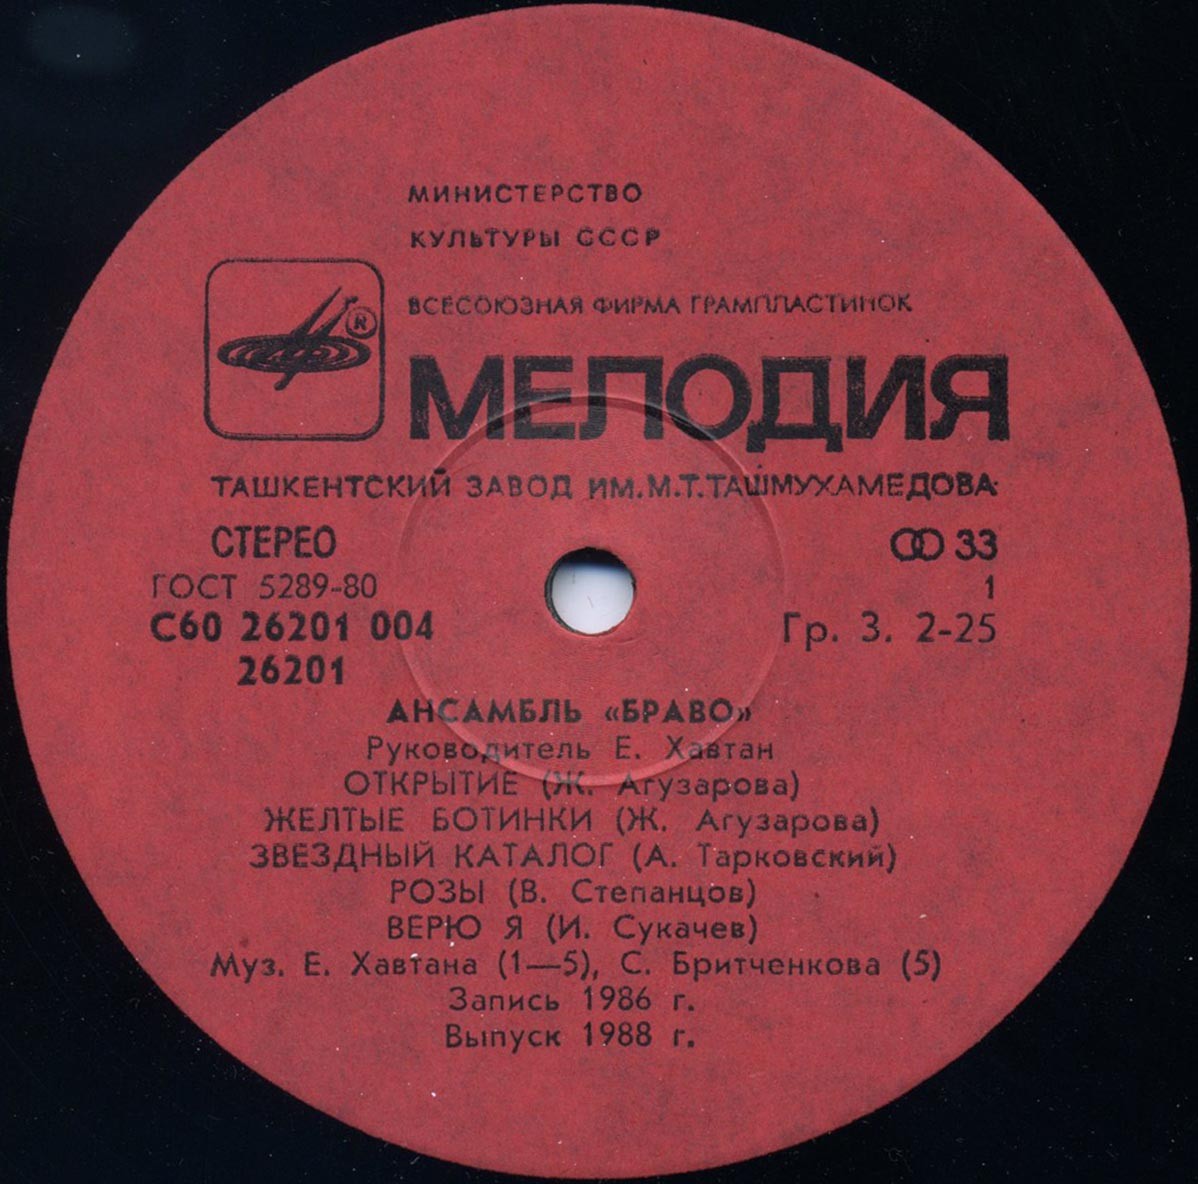 МИНИСТЕРСТВО
КУЛЬТУРЫ СССР
ВСЕСОЮЗНАЯ ФИРМА ГРАМПЛАСТИНОК
®
МЕЛОДИЯ
ТАШКЕНТСКИЙ ЗАВОД ИМ.М.Т.ТАШМУХАМЕДОВА
СТЕРЕО
33
ГОСТ 5289-80
1
С60 26201 004
Гр. 3. 2-25
26201
АНСАМБЛЬ «БРАВО»
Руководитель Е. Хавтан
ОТКРЫТИЕ (Ж. Агузарова)
ЖЕЛТЫЕ БОТИНКИ (Ж. Агузарова)
ЗВЕЗДНЫЙ КАТАЛОГ (А. Тарковский)
РОЗЫ (В. Степанцов)
ВЕРЮ Я (И. Сукачев)
Муз. Е. Хавтана (1—5), С. Бритченкова (5)
Запись 1986 г.
Выпуск 1988 г.